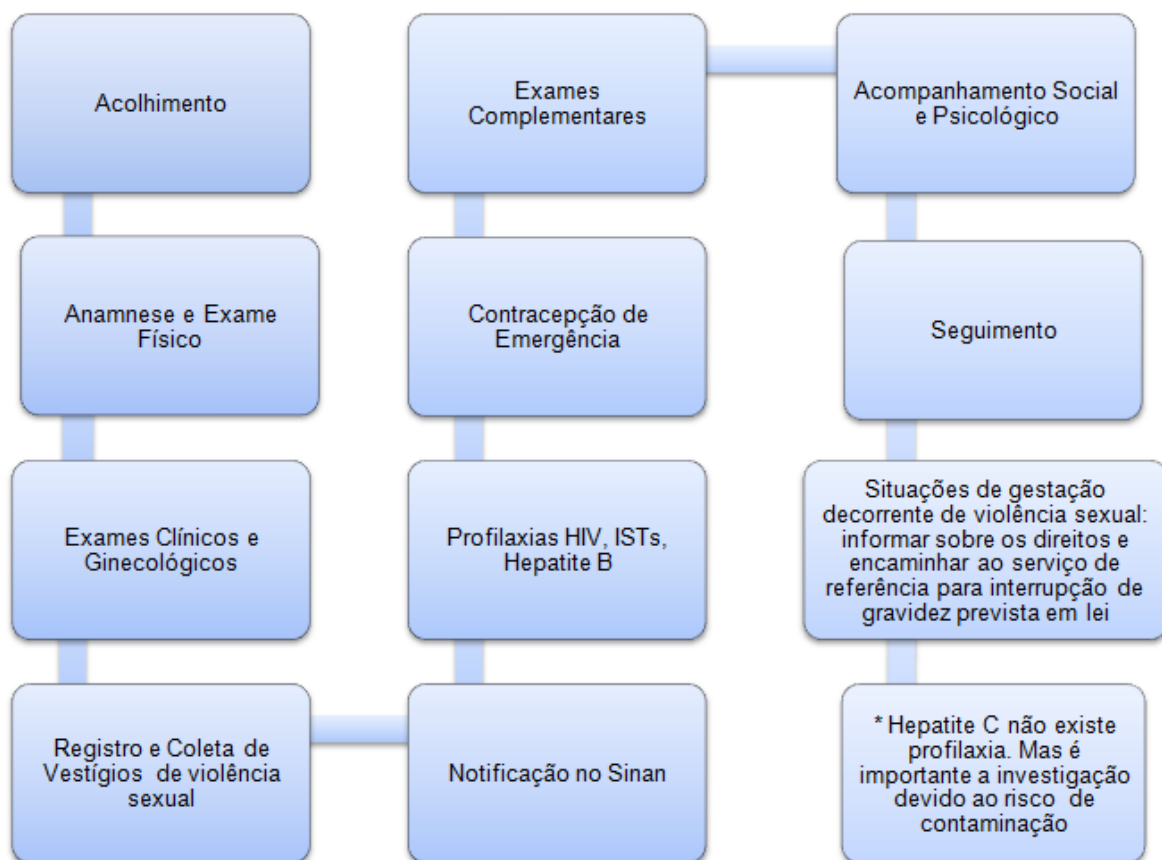 Acolhimento
Anamnese e Exame
Físico
Exames Clínicos e
Ginecológicos
Registro e Coleta de
Vestígios de violência
sexual
Notificação no Sinan
Profilaxias HIV, ISTs,
Hepatite B
Contracepção de
Emergência
Exames
Complementares
Acompanhamento Social
e Psicológico
Seguimento
Situações de gestação
decorrente de violência sexual:
informar sobre os direitos e
encaminhar ao serviço de
referência para interrupção de
gravidez prevista em lei
* Hepatite C não existe
profilaxia. Mas é
importante a investigação
devido ao risco de
contaminação